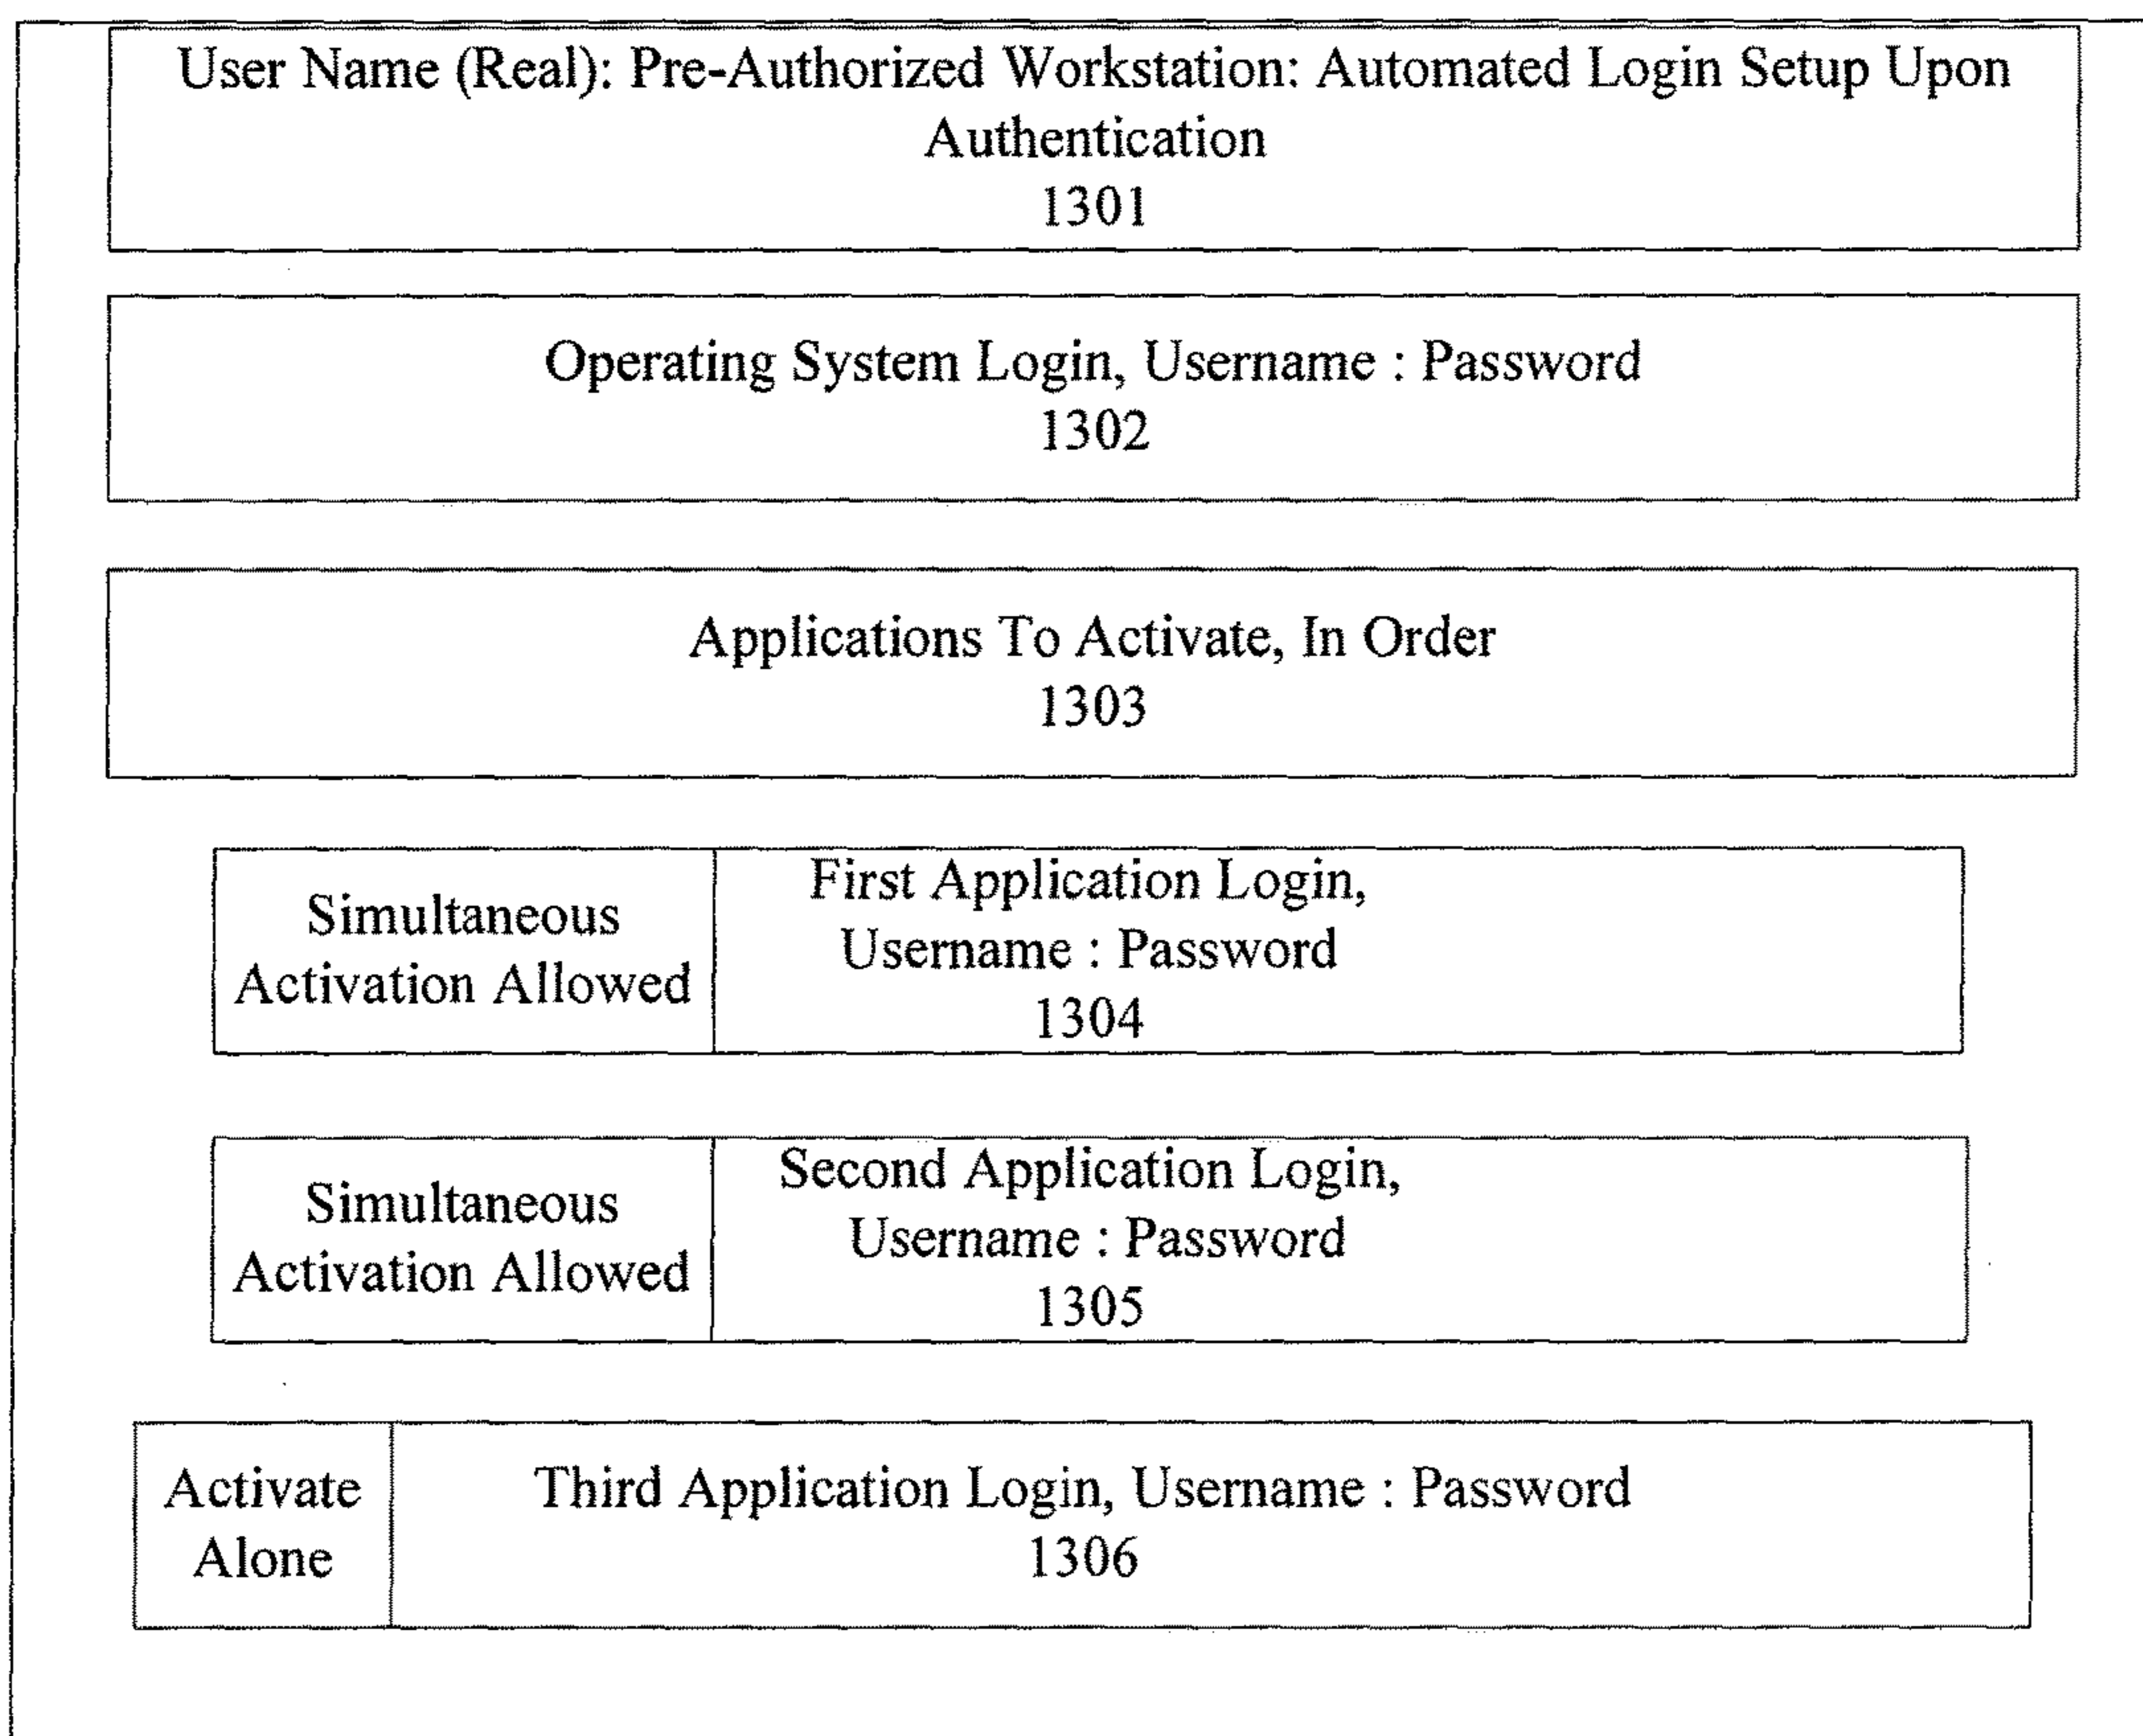 User Name (Real): Pre-Authorized Workstation: Automated Login Setup Upon
Authentication
1301
Operating System Login, Username : Password
1302
Applications To Activate, In Order
1303
Simultaneous
Activation Allowed
First Application Login,
Username : Password
1304
Simultaneous
Activation Allowed
Second Application Login,
Username : Password
1305
Activate
Alone
Third Application Login, Username : Password
1306